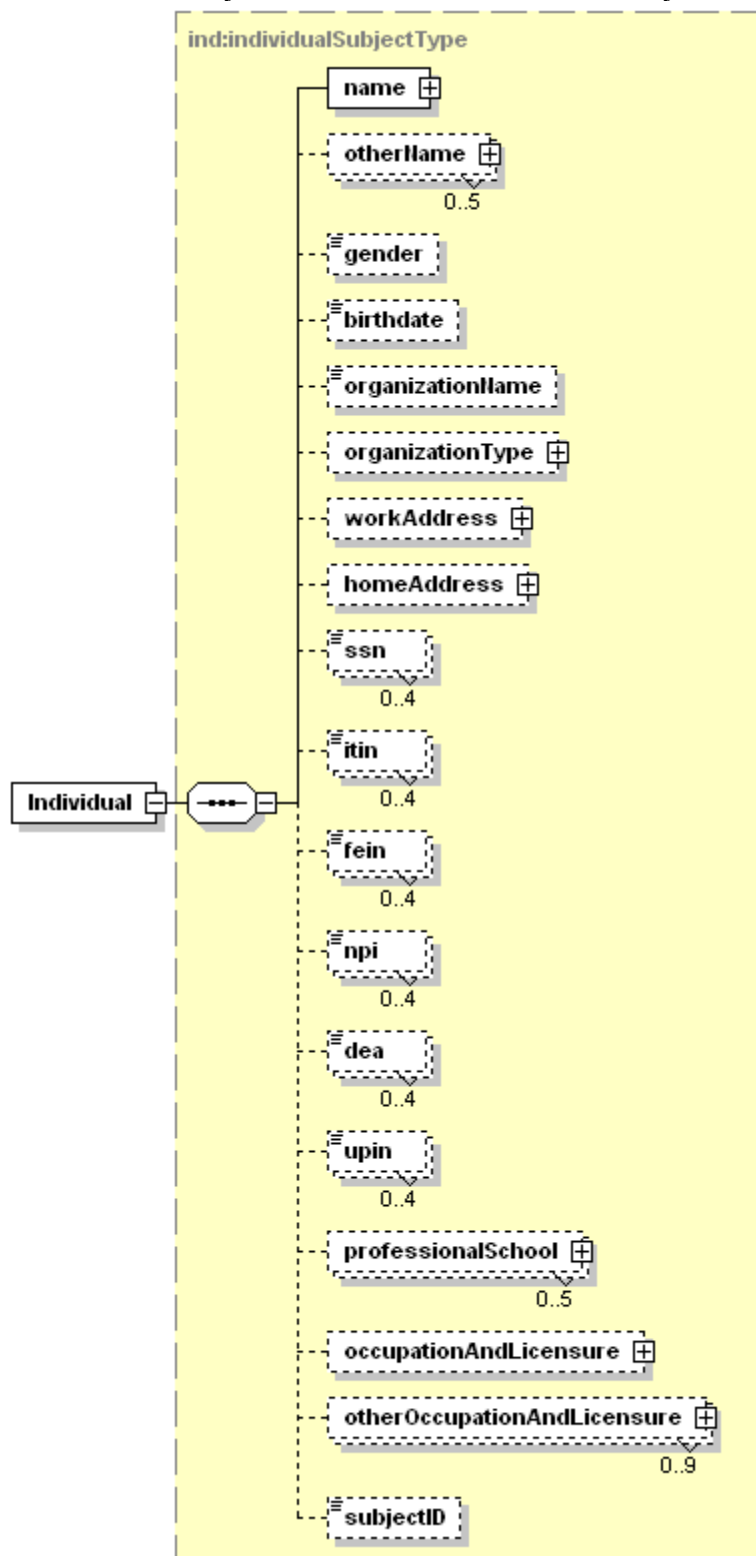 ind:individualSubjectType
name
otherName
0..5
gender
birthdate
organizationName
organizationType
workAddress
homeAddress
ssn
0..4
itin
0..4
Individual
fein
0..4
npi
0..4
dea
0..4
upin
0..4
professionalSchool
0..5
occupationAndLicensure
otherOccupationAndLicensure
0..9
subjectID